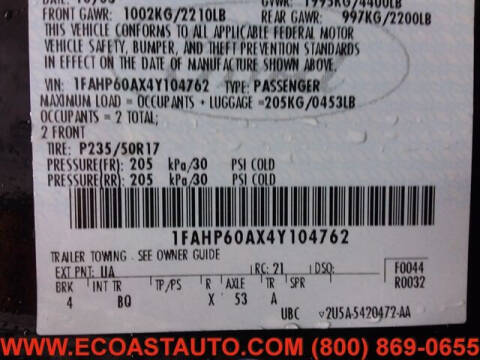 FRONT GAWR: 1002KG/2210LB REAR GAWR: 997KG/2200LB
THIS VEHICLE CONFORMS TO ALL APPLICABLE FEDERAL MOTOR
VEHICLE SAFETY, BUMPER, AND THEFT PREVENTION STANDARDS
IN EFFECT ON THE DATE OF MANUFACTURE SHOWN ABOVE.
VIN: 1FAHP60AX4Y104762 TYPE: PASSENGER
MAXIMUM LOAD = OCCUPANTS + LUGGAGE =205KG/0453LB
OCCUPANTS = 2 TOTAL;
2 FRONT
TIRE: P235/50R17
PRESSURE(FR): 205 kPa/30 PSI COLD
PRESSURE(RR): 205 kPa/30 PSI COLD
1FAHP60AX4Y104762
TRAILER TOWING - SEE OWNER GUIDE
EXT PNT: UA RC: 21 DSO: F0044
BRK INT TR TP/PS R AXLE TR SPR R0032
4 BQ X 53 A
UBC 2U5A-5420472-AA
WWW.ECOASTAUTO.COM (800) 869-0655